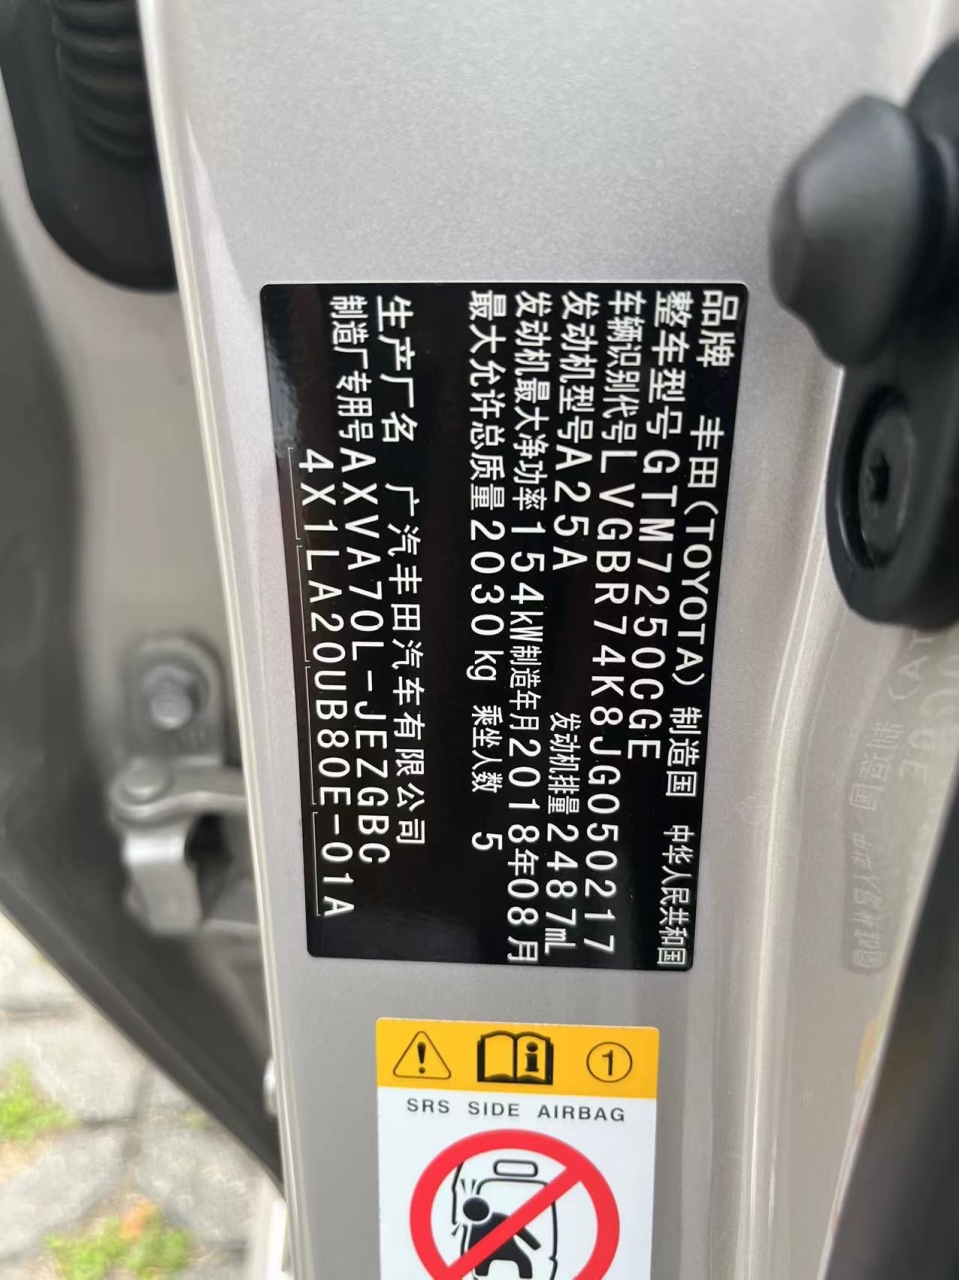 品牌 丰田(TOYOTA) 制造国 中华人民共和国
整车型号GTM7250CGE
车辆识别代号LVGBR74K8JG050217
发动机型号A25A 发动机排量2487mL
发动机最大净功率154kW制造年月2018年08月
最大允许总质量2030kg 乘坐人数 5
生产厂名 广汽丰田汽车有限公司
制造厂专用号AXVA70L-JEZGBC
4X1LA20UB80E-01A
1
SRS SIDE AIRBAG